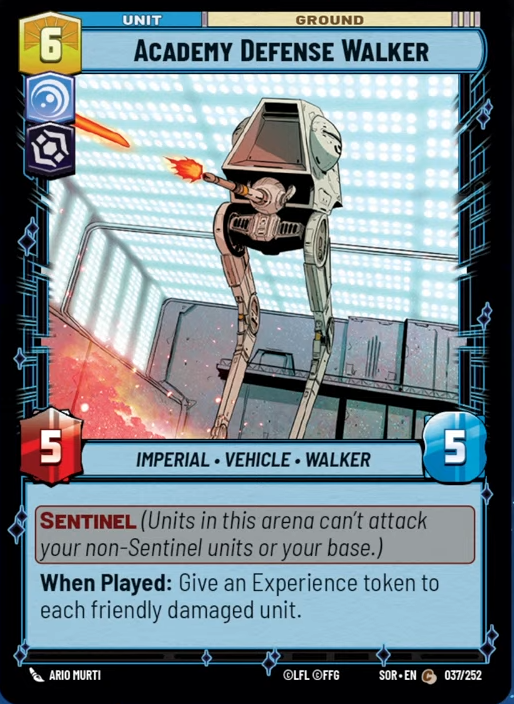 UNIT
GROUND
6
ACADEMY DEFENSE WALKER
5
5
IMPERIAL • VEHICLE • WALKER
SENTINEL (Units in this arena can't attack
your non-Sentinel units or your base.)
When Played: Give an Experience token to
each friendly damaged unit.
ARIO MURTI
©LFL ©FFG
SOR • EN C 037/252